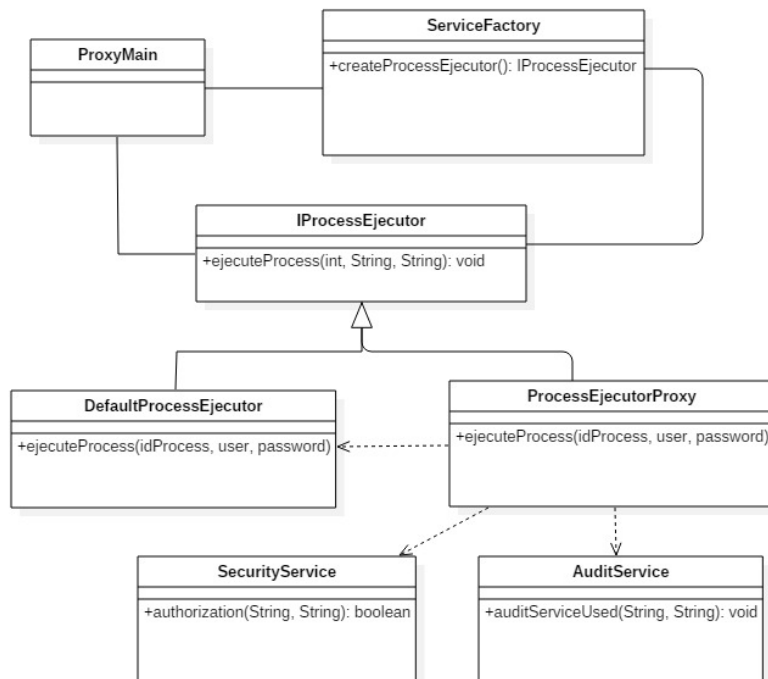 ServiceFactory
+createProcessEjecutor(): IProcessEjecutor
ProxyMain
IProcessEjecutor
+ejecuteProcess(int, String, String): void
DefaultProcessEjecutor
+ejecuteProcess(idProcess, user, password)
ProcessEjecutorProxy
+ejecuteProcess(idProcess, user, password)
SecurityService
+authorization(String, String): boolean
AuditService
+auditServiceUsed(String, String): void